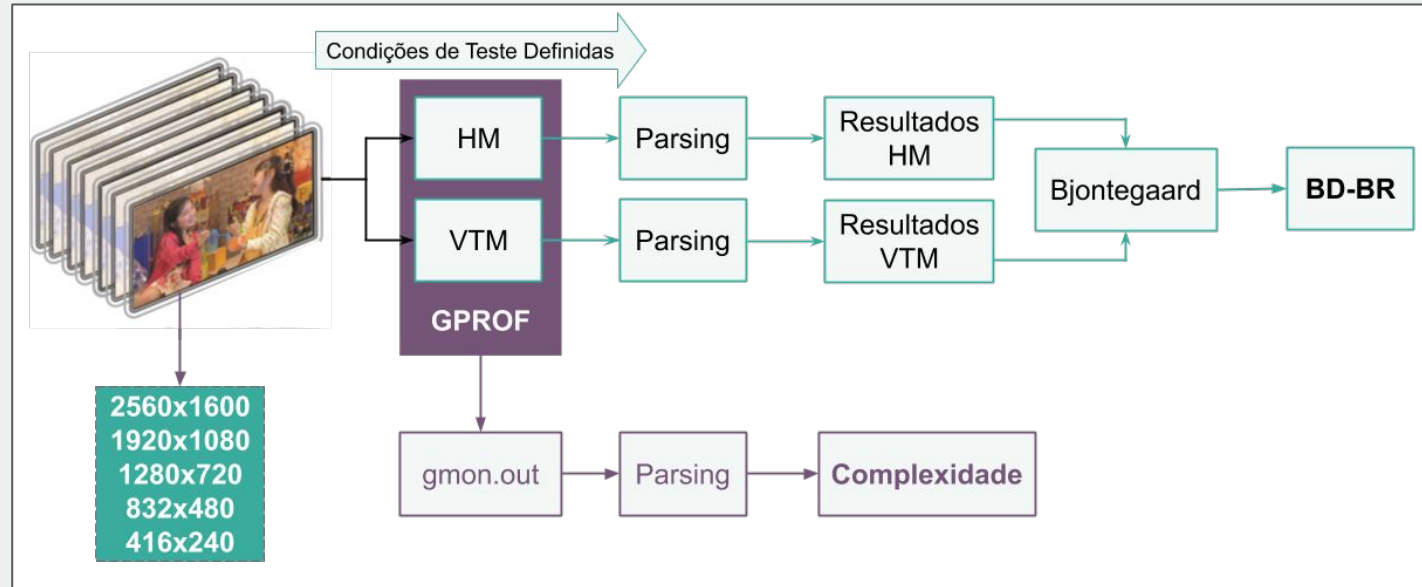 Condições de Teste Definidas
HM
Parsing
Resultados
HM
Bjontegaard
BD-BR
VTM
Parsing
Resultados
VTM
GPROF
2560x1600
1920x1080
1280x720
832x480
416x240
gmon.out
Parsing
Complexidade